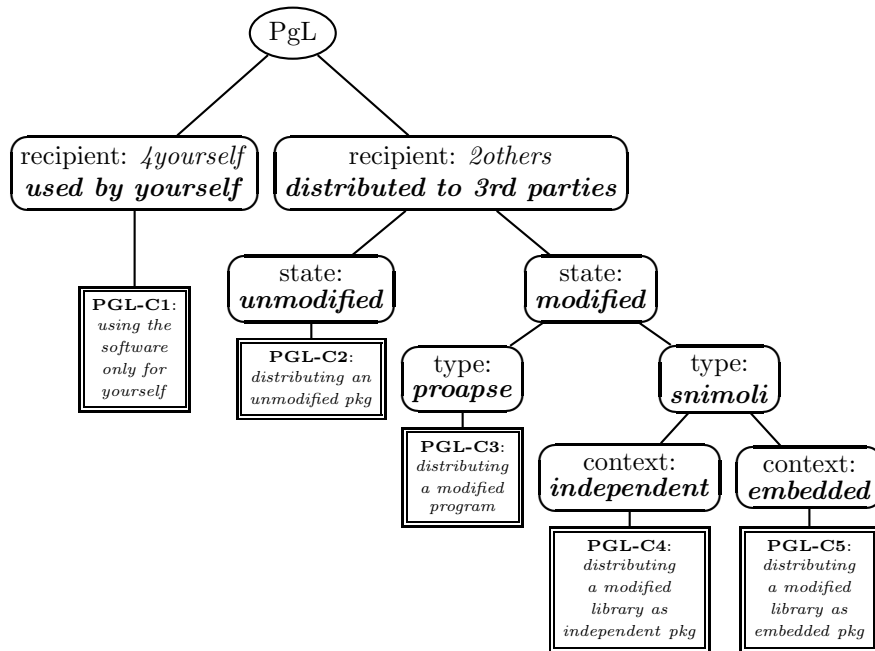 PgL
recipient: 4yourself
used by yourself
recipient: 2others
distributed to 3rd parties
state:
unmodified
state:
modified
PGL-C1:
using the
software
only for
yourself
PGL-C2:
distributing an
unmodified pkg
type:
proapse
type:
snimoli
PGL-C3:
distributing
a modified
program
context:
independent
context:
embedded
PGL-C4:
distributing
a modified
library as
independent pkg
PGL-C5:
distributing
a modified
library as
embedded pkg